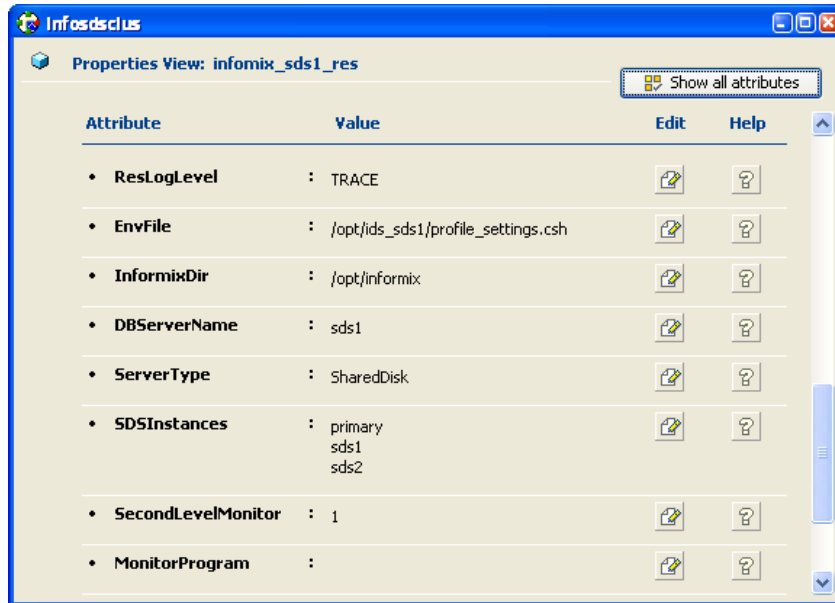 Infosdsclus
Properties View: infomix_sds1_res
Show all attributes
Attribute Value Edit Help
• ResLogLevel : TRACE
• EnvFile : /opt/ids_sds1/profile_settings.csh
• InformixDir : /opt/informix
• DBServerName : sds1
• ServerType : SharedDisk
• SDSInstances : primary
sds1
sds2
• SecondLevelMonitor : 1
• MonitorProgram :